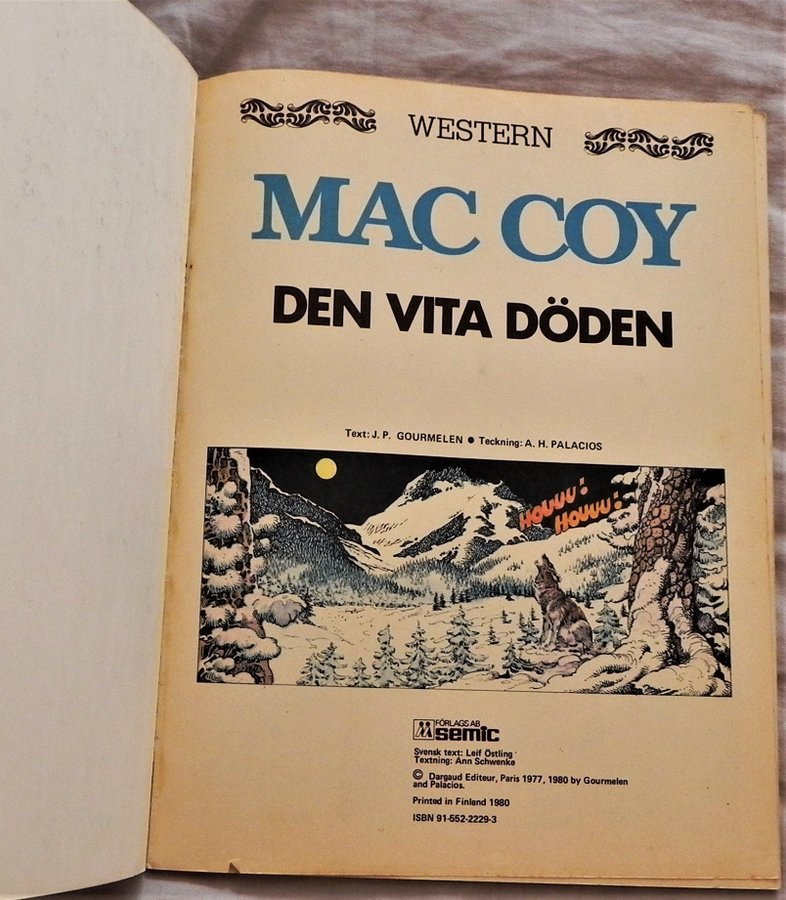 WESTERN
MAC COY
DEN VITA DÖDEN
Text: J. P. GOURMELEN ● Teckning: A. H. PALACIOS
HOUUU!
HOUUU!
FÖRLAGS AB
semic
Svensk text: Leif Östling
Textning: Ann Schwenke
© Dargaud Editeur, Paris 1977, 1980 by Gourmelen
and Palacios.
Printed in Finland 1980
ISBN 91-552-2229-3